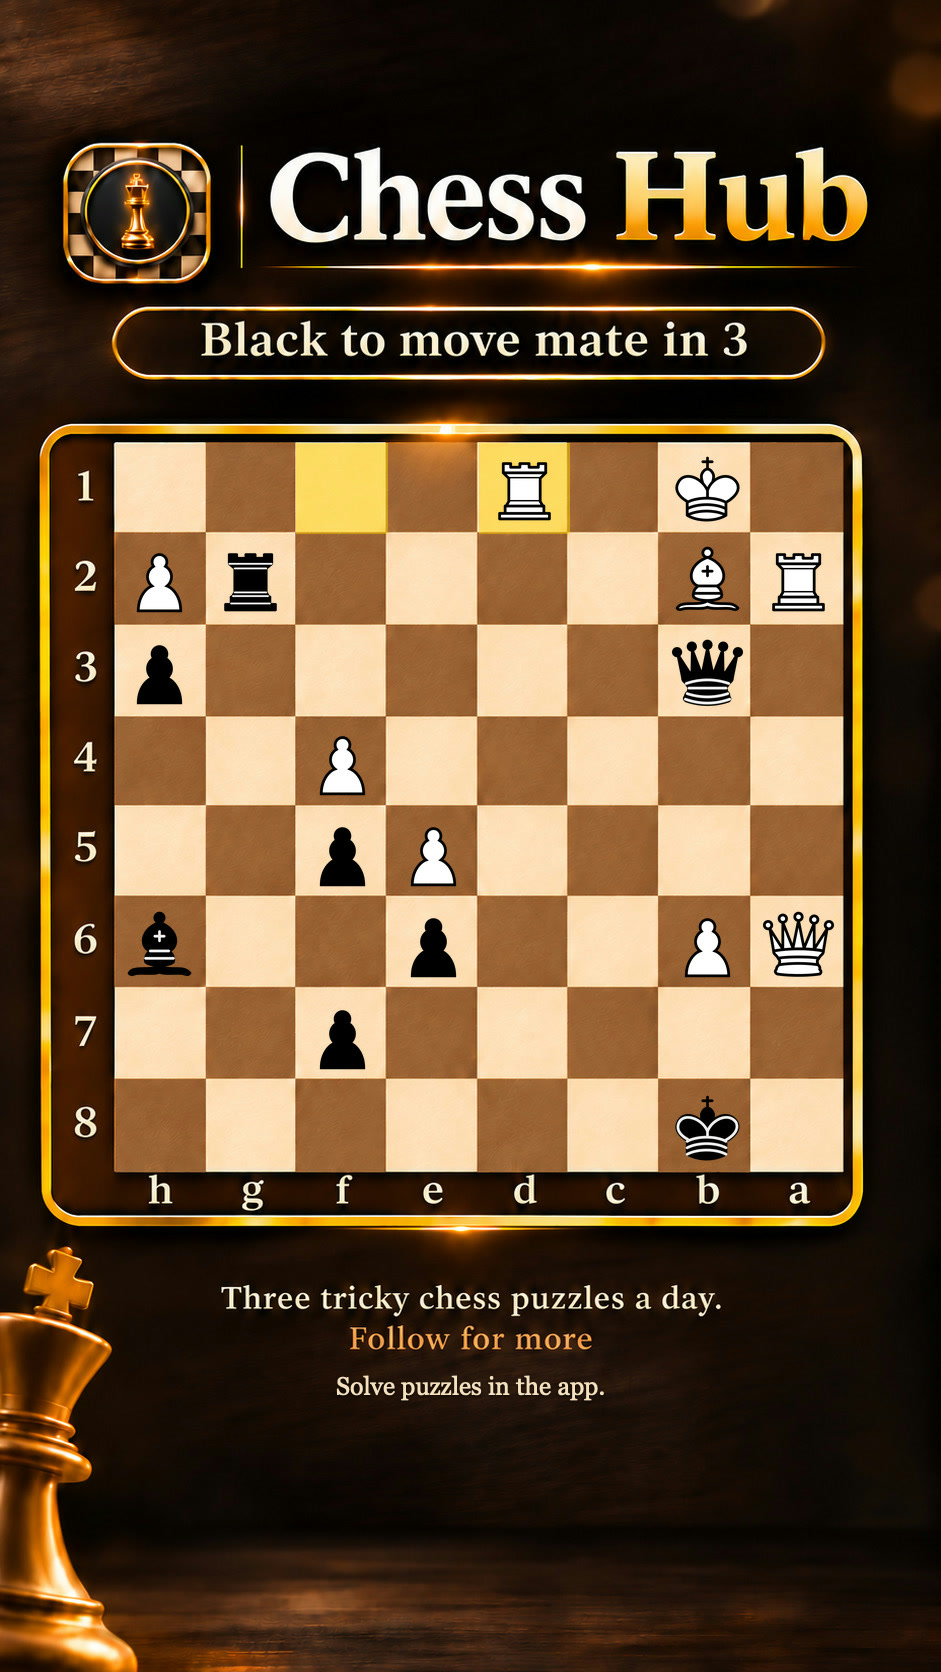 Chess Hub
Black to move mate in 3
1
2
3
4
5
6
7
8
h g f e d c b a
Three tricky chess puzzles a day.
Follow for more
Solve puzzles in the app.